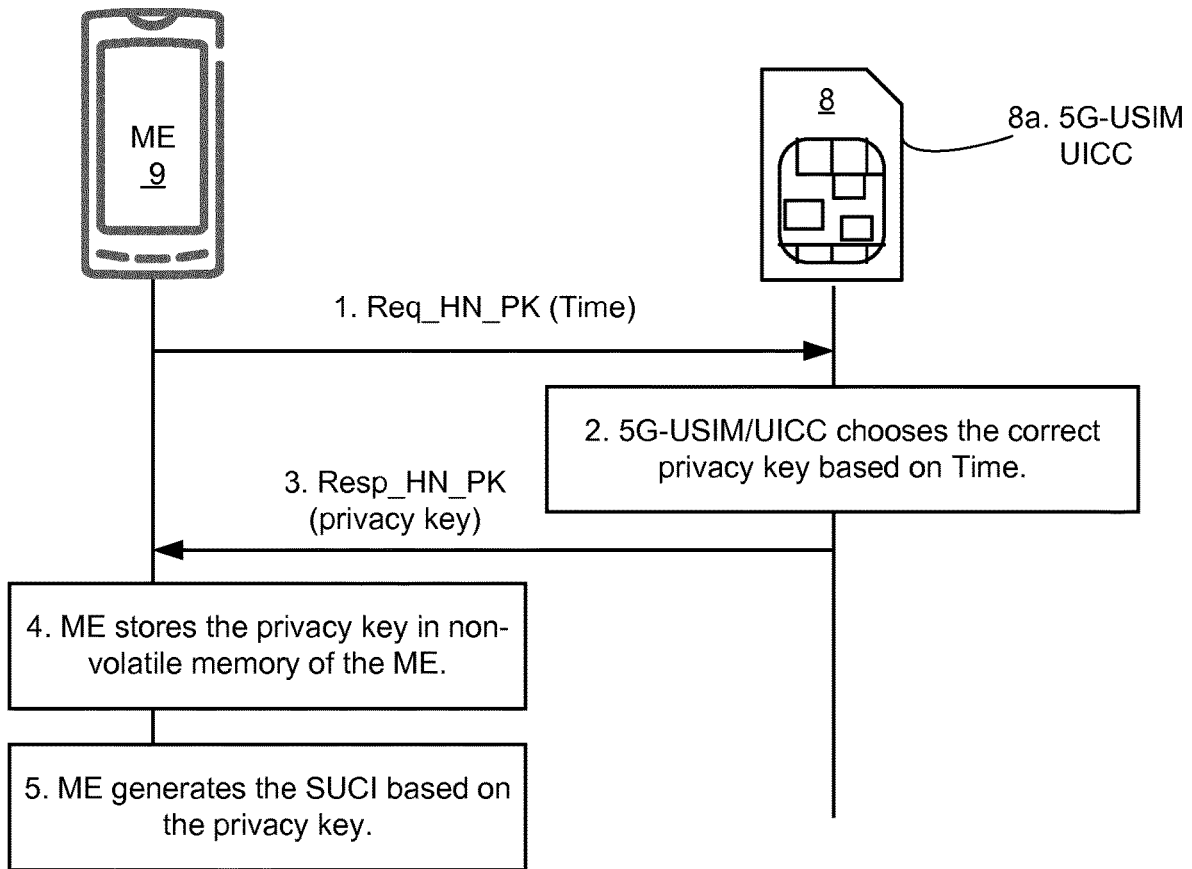 ME
9
8
8a. 5G-USIM
UICC
1. Req_HN_PK (Time)
2. 5G-USIM/UICC chooses the correct
privacy key based on Time.
3. Resp_HN_PK
(privacy key)
4. ME stores the privacy key in non-
volatile memory of the ME.
5. ME generates the SUCI based on
the privacy key.